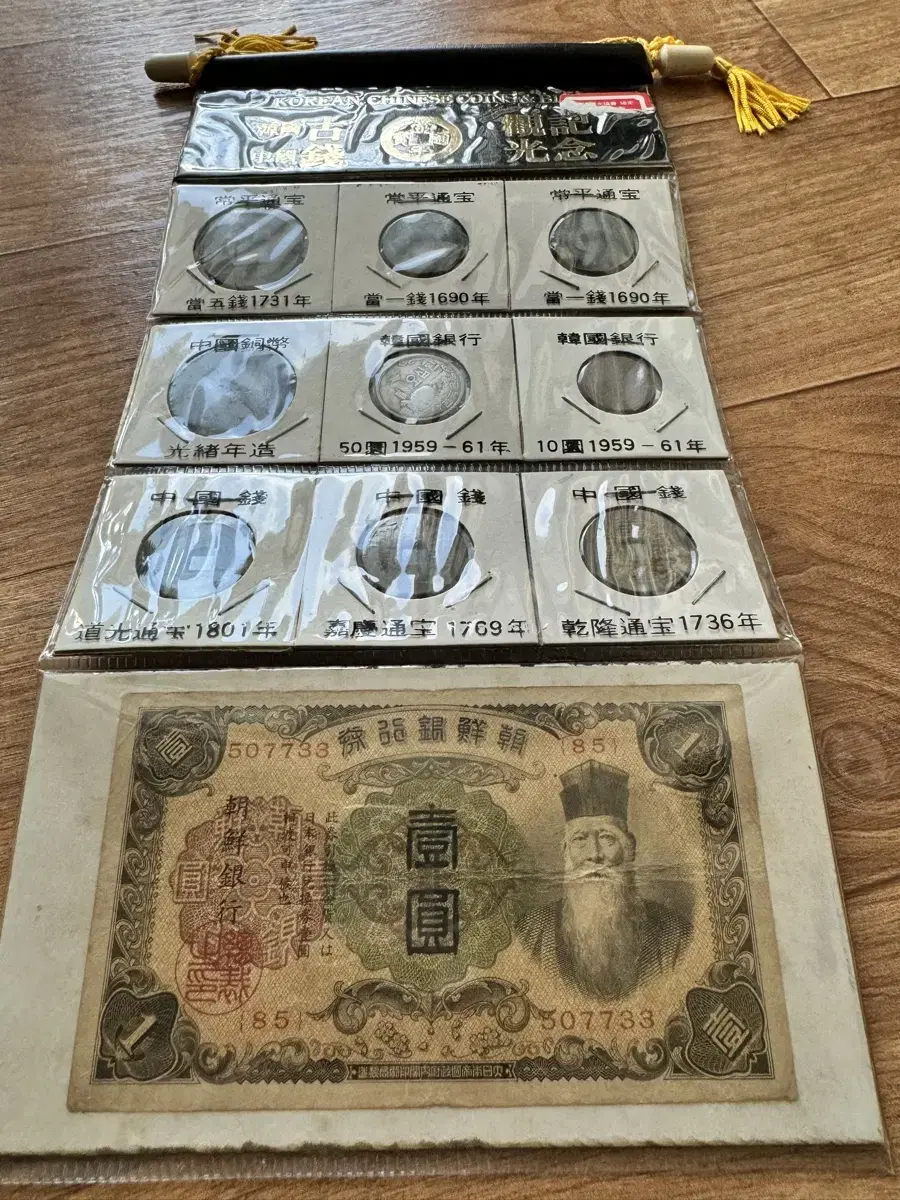 KOREAN, CHINESE COINS &
古錢
觀光
記念
常平通宝
當五錢1731年
常平通宝
當一錢1690年
常平通宝
當一錢1690年
中國銅幣
光緒年造
韓國銀行
50圜1959-61年
韓國銀行
10圜1959-61年
中國錢
道光通宝1801年
中國錢
嘉慶通宝 1769年
中國錢
乾隆通宝1736年
券行銀鮮朝
壹
507733
{85}
1
朝鮮銀行
壹圓
1
{85}
507733
壹